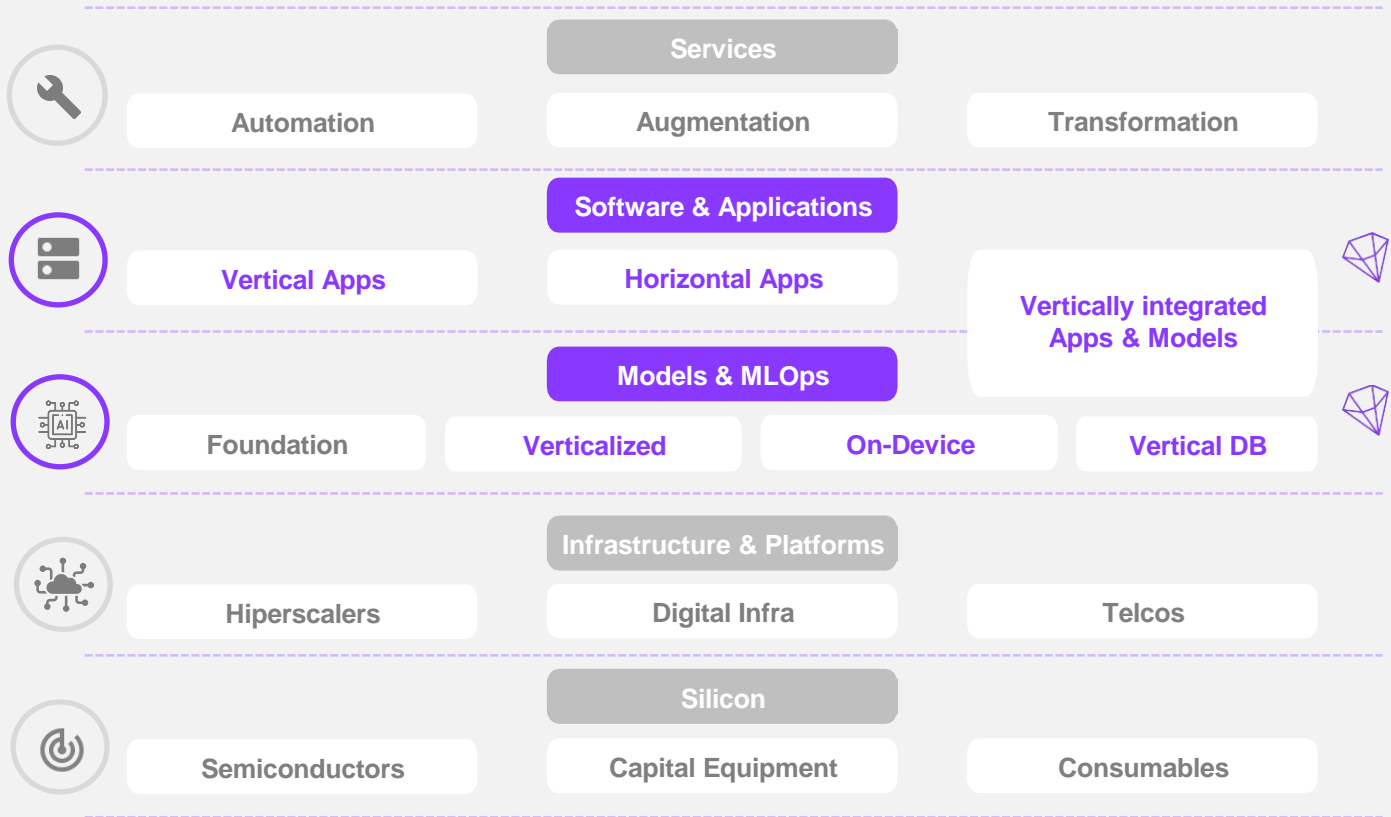 Services
Automation
Augmentation
Transformation
Software & Applications
Vertical Apps
Horizontal Apps
Vertically integrated
Apps & Models
Models & MLOps
Foundation
Verticalized
On-Device
Vertical DB
Infrastructure & Platforms
Hiperscalers
Digital Infra
Telcos
Silicon
Semiconductors
Capital Equipment
Consumables
AI